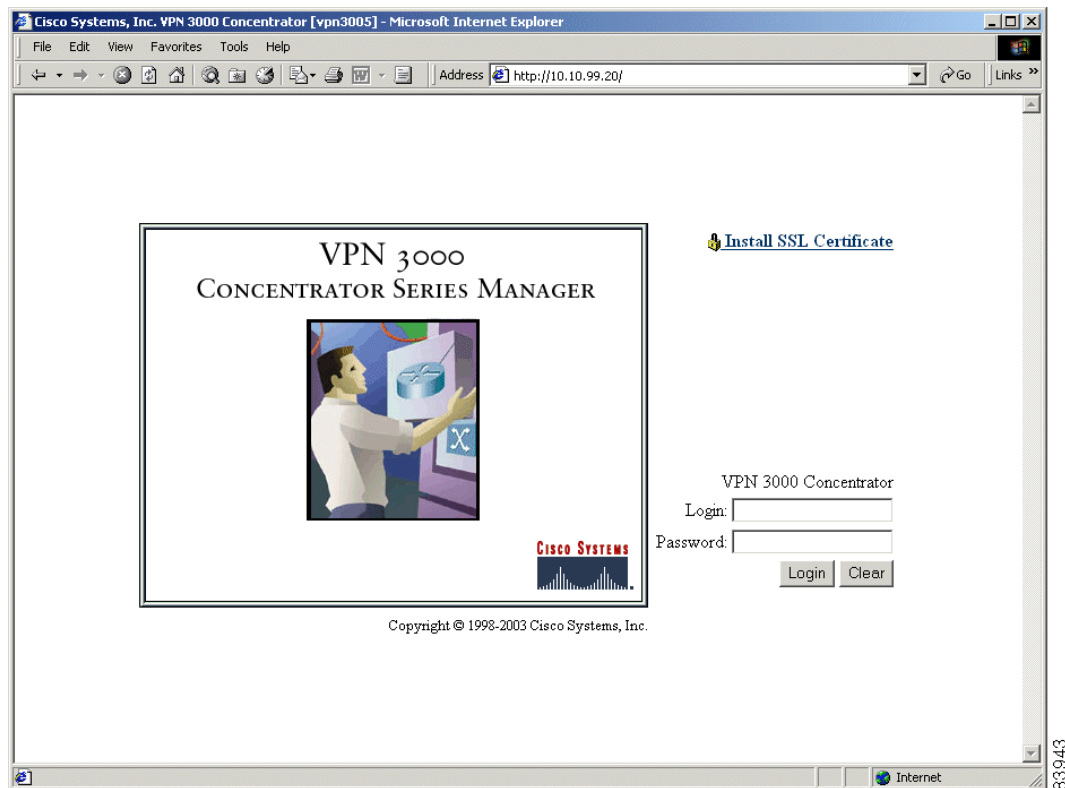 Cisco Systems, Inc. VPN 3000 Concentrator [vpn3005] - Microsoft Internet Explorer
File Edit View Favorites Tools Help
Address http://10.10.99.20/ Go Links »
VPN 3000
CONCENTRATOR SERIES MANAGER
Install SSL Certificate
VPN 3000 Concentrator
Login:
Password:
Login Clear
CISCO SYSTEMS
Copyright © 1998-2003 Cisco Systems, Inc.
Internet
83943